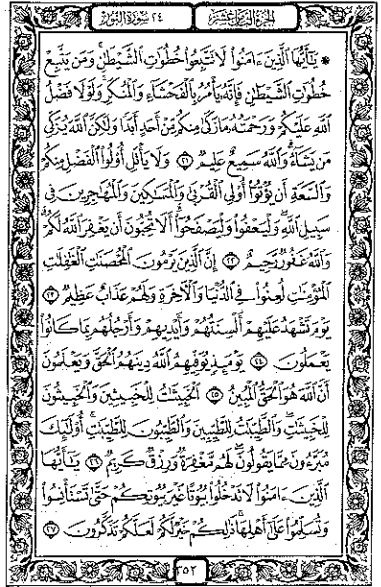 الجزء الثامن عشر ٢٤ سورة النور
* يَـٰٓأَيُّهَا ٱلَّذِينَ ءَامَنُوا۟ لَا تَتَّبِعُوا۟ خُطُوَٰتِ ٱلشَّيْطَـٰنِ ۚ وَمَن يَتَّبِعْ
خُطُوَٰتِ ٱلشَّيْطَـٰنِ فَإِنَّهُۥ يَأْمُرُ بِٱلْفَحْشَآءِ وَٱلْمُنكَرِ ۚ وَلَوْلَا فَضْلُ
ٱللَّهِ عَلَيْكُمْ وَرَحْمَتُهُۥ مَا زَكَىٰ مِنكُم مِّنْ أَحَدٍ أَبَدًا وَلَـٰكِنَّ ٱللَّهَ يُزَكِّى
مَن يَشَآءُ ۗ وَٱللَّهُ سَمِيعٌ عَلِيمٌ ٢١ وَلَا يَأْتَلِ أُو۟لُوا۟ ٱلْفَضْلِ مِنكُمْ
وَٱلسَّعَةِ أَن يُؤْتُوٓا۟ أُو۟لِى ٱلْقُرْبَىٰ وَٱلْمَسَـٰكِينَ وَٱلْمُهَـٰجِرِينَ فِى
سَبِيلِ ٱللَّهِ ۖ وَلْيَعْفُوا۟ وَلْيَصْفَحُوٓا۟ ۗ أَلَا تُحِبُّونَ أَن يَغْفِرَ ٱللَّهُ لَكُمْ ۗ
وَٱللَّهُ غَفُورٌ رَّحِيمٌ ٢٢ إِنَّ ٱلَّذِينَ يَرْمُونَ ٱلْمُحْصَنَـٰتِ ٱلْغَـٰفِلَـٰتِ
ٱلْمُؤْمِنَـٰتِ لُعِنُوا۟ فِى ٱلدُّنْيَا وَٱلْـَٔاخِرَةِ وَلَهُمْ عَذَابٌ عَظِيمٌ ٢٣
يَوْمَ تَشْهَدُ عَلَيْهِمْ أَلْسِنَتُهُمْ وَأَيْدِيهِمْ وَأَرْجُلُهُم بِمَا كَانُوا۟
يَعْمَلُونَ ٢٤ يَوْمَئِذٍ يُوَفِّيهِمُ ٱللَّهُ دِينَهُمُ ٱلْحَقَّ وَيَعْلَمُونَ
أَنَّ ٱللَّهَ هُوَ ٱلْحَقُّ ٱلْمُبِينُ ٢٥ ٱلْخَبِيثَـٰتُ لِلْخَبِيثِينَ وَٱلْخَبِيثُونَ
لِلْخَبِيثَـٰتِ ۖ وَٱلطَّيِّبَـٰتُ لِلطَّيِّبِينَ وَٱلطَّيِّبُونَ لِلطَّيِّبَـٰتِ ۚ أُو۟لَـٰٓئِكَ
مُبَرَّءُونَ مِمَّا يَقُولُونَ ۖ لَهُم مَّغْفِرَةٌ وَرِزْقٌ كَرِيمٌ ٢٦ يَـٰٓأَيُّهَا
ٱلَّذِينَ ءَامَنُوا۟ لَا تَدْخُلُوا۟ بُيُوتًا غَيْرَ بُيُوتِكُمْ حَتَّىٰ تَسْتَأْنِسُوا۟
وَتُسَلِّمُوا۟ عَلَىٰٓ أَهْلِهَا ۚ ذَٰلِكُمْ خَيْرٌ لَّكُمْ لَعَلَّكُمْ تَذَكَّرُونَ ٢٧
٣٥٢